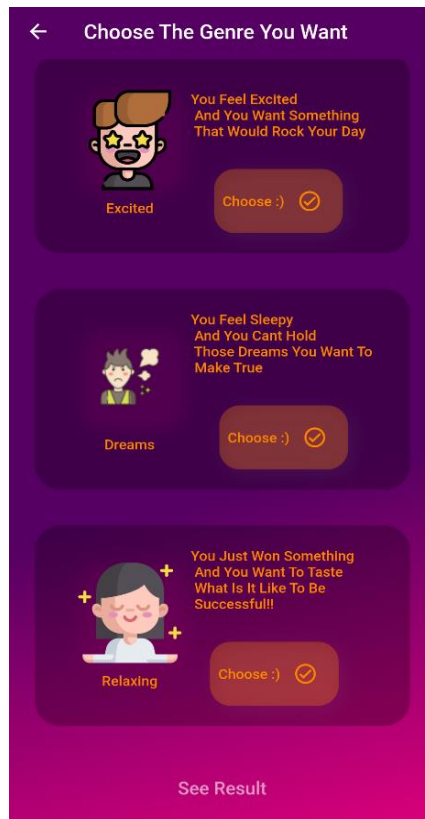 Choose The Genre You Want
You Feel Excited
And You Want Something
That Would Rock Your Day
Excited
Choose :)
You Feel Sleepy
And You Cant Hold
Those Dreams You Want To
Make True
Dreams
Choose :)
You Just Won Something
And You Want To Taste
What Is It Like To Be
Successful!!
Relaxing
Choose :)
See Result